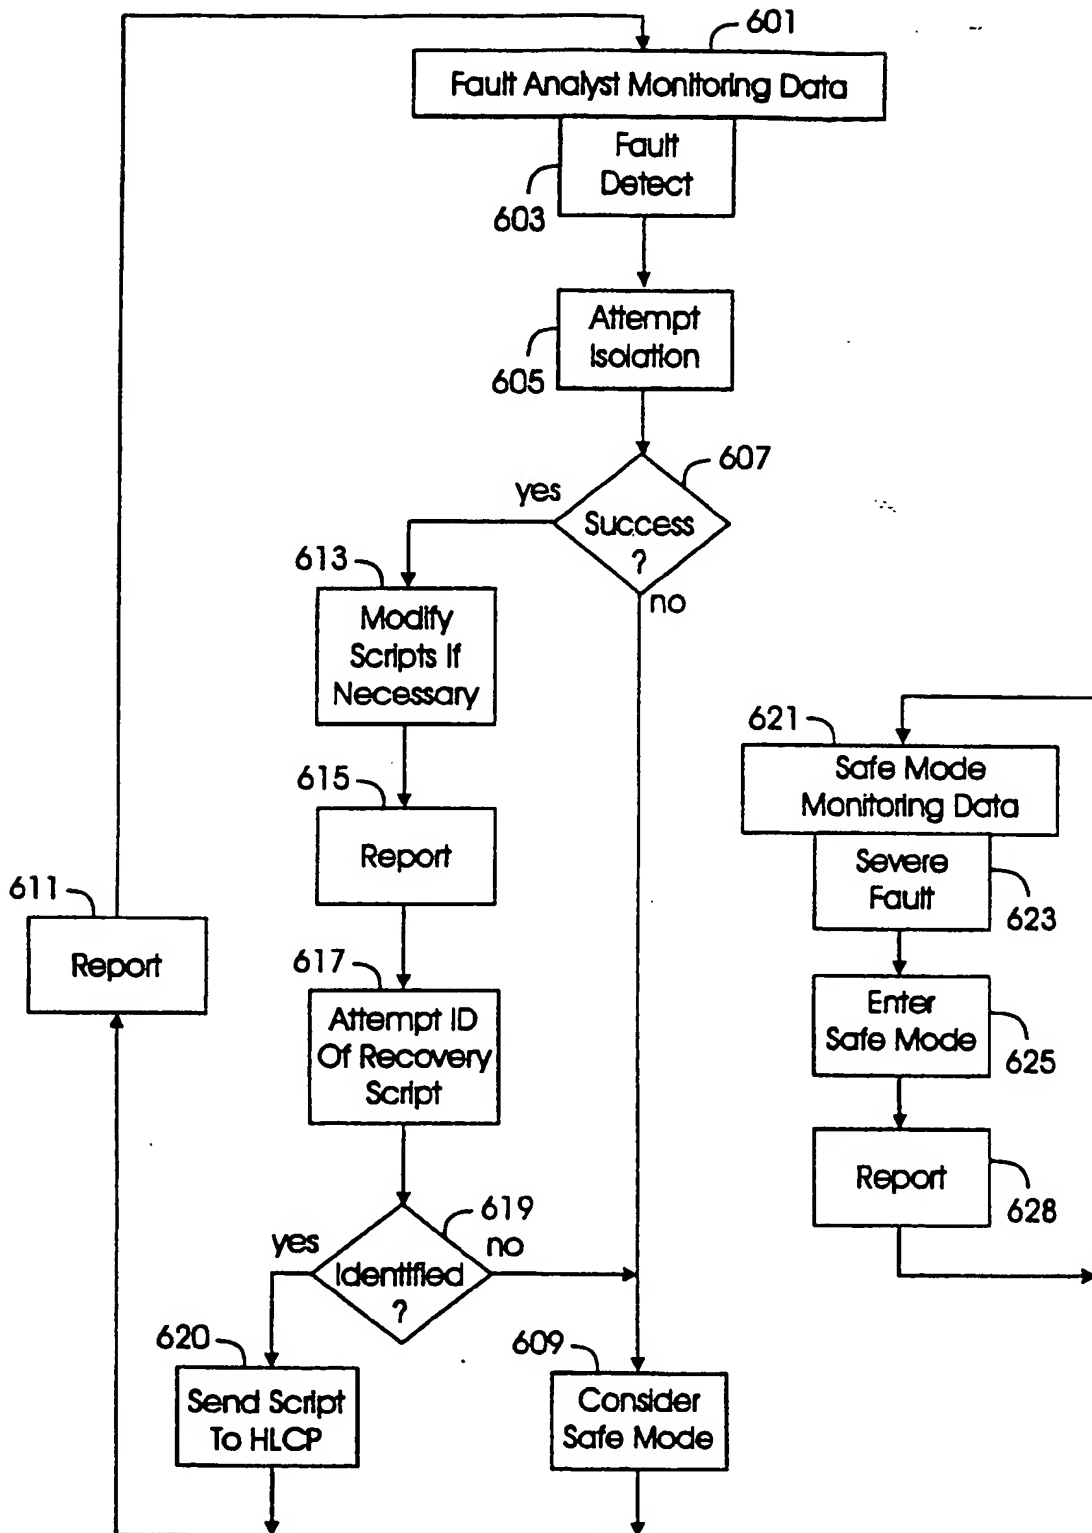 601
Fault Analyst Monitoring Data
Fault
Detect
603
Attempt
Isolation
605
607
yes
Success
?
no
613
Modify
Scripts If
Necessary
615
Report
611
Report
617
Attempt ID
Of Recovery
Script
619
yes
no
Identified
?
620
Send Script
To HLCP
609
Consider
Safe Mode
621
Safe Mode
Monitoring Data
Severe
Fault
623
Enter
Safe Mode
625
Report
628